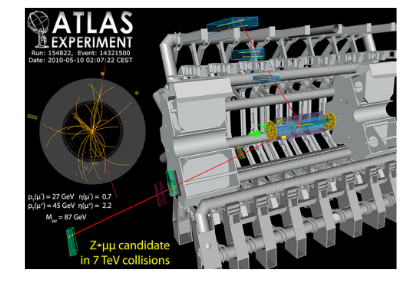 ATLAS
EXPERIMENT
Run: 154822, Event: 14321500
Date: 2010-05-10 02:07:22 CEST
pT(μ-) = 27 GeV η(μ-) = 0.7
pT(μ+) = 45 GeV η(μ+) = 2.2
Mμμ = 87 GeV
Z→μμ candidate
in 7 TeV collisions